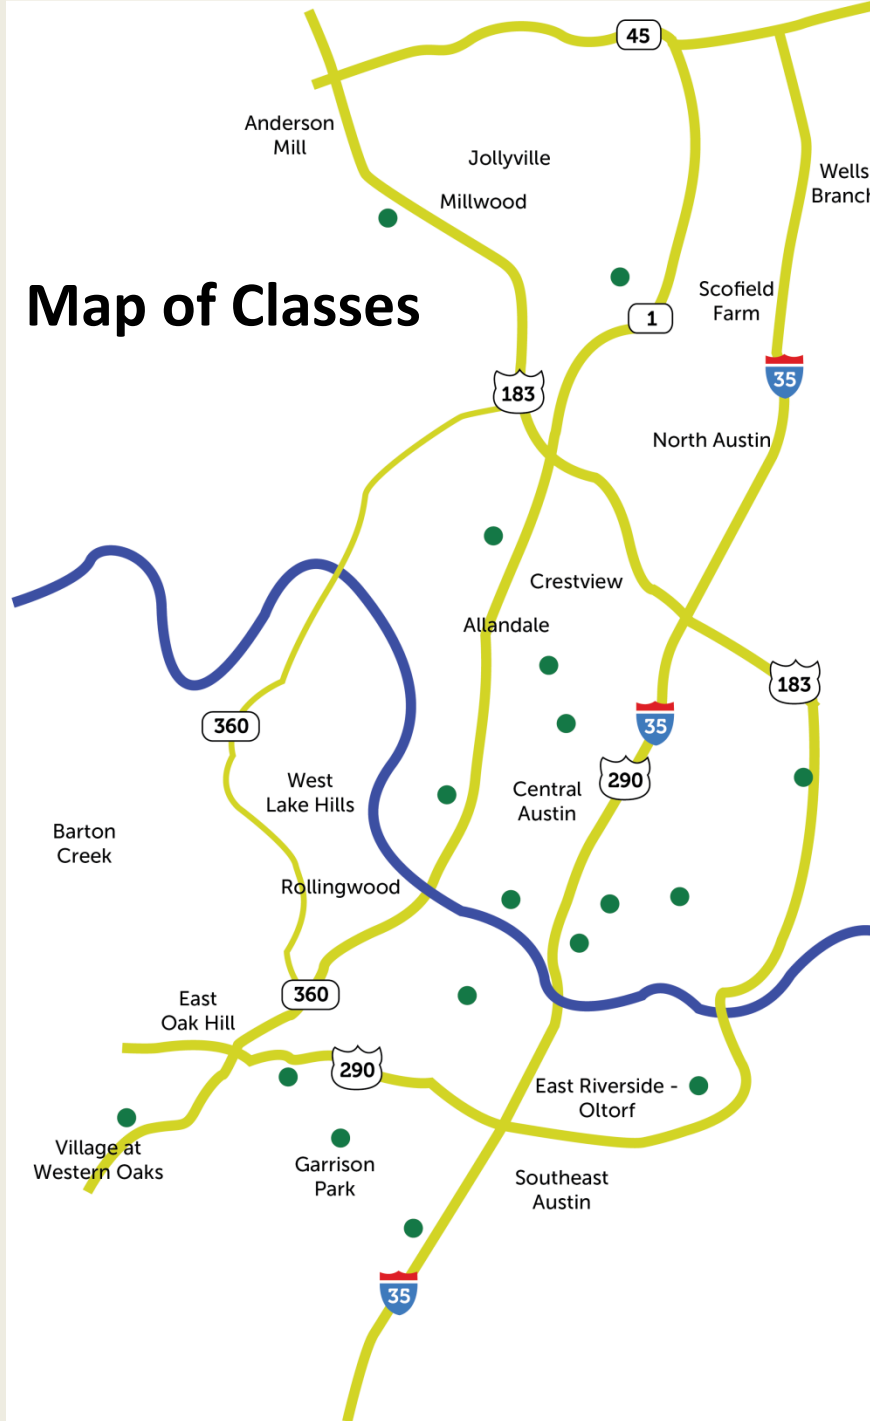 45
Anderson
Mill
Jollyville
Wells
Branch
Millwood
Map of Classes
Scofield
Farm
1
35
183
North Austin
Crestview
Allandale
183
360
35
290
West
Lake Hills
Central
Austin
Barton
Creek
Rollingwood
360
East
Oak Hill
290
East Riverside -
Oltorf
Village at
Western Oaks
Garrison
Park
Southeast
Austin
35